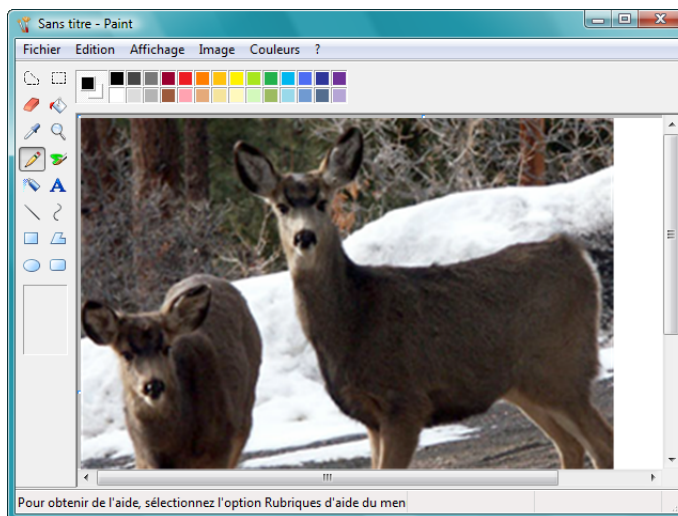 Sans titre - Paint
Fichier Edition Affichage Image Couleurs ?
Pour obtenir de l'aide, sélectionnez l'option Rubriques d'aide du men